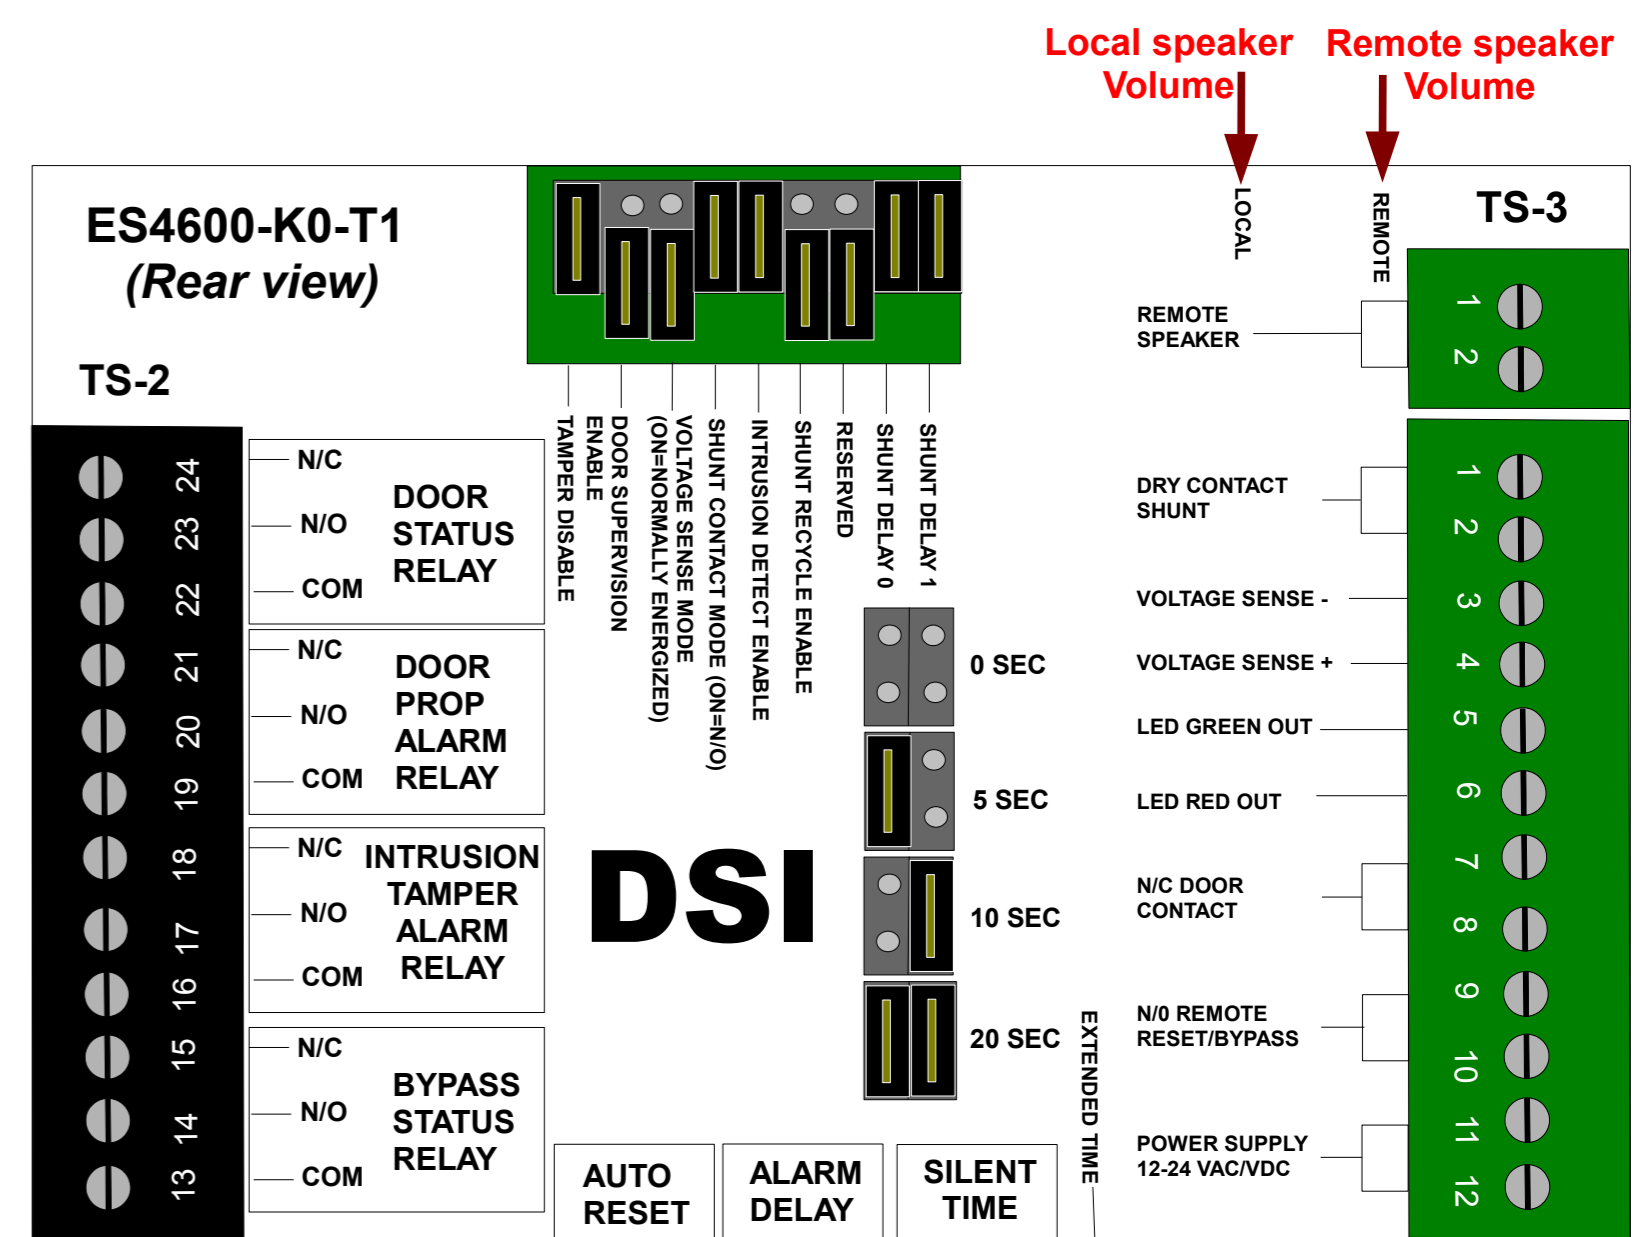 Local speaker
Volume
Remote speaker
Volume
ES4600-K0-T1
(Rear view)
LOCAL
REMOTE
TS-3
TS-2
TAMPER DISABLE
DOOR SUPERVISION
ENABLE
VOLTAGE SENSE MODE
(ON=NORMALLY ENERGIZED)
SHUNT CONTACT MODE (ON=N/O)
INTRUSION DETECT ENABLE
SHUNT RECYCLE ENABLE
RESERVED
SHUNT DELAY 0
SHUNT DELAY 1
24
23
22
21
20
19
18
17
16
15
14
13
N/C
N/O
COM
DOOR
STATUS
RELAY
N/C
N/O
COM
DOOR
PROP
ALARM
RELAY
N/C
N/O
COM
INTRUSION
TAMPER
ALARM
RELAY
N/C
N/O
COM
BYPASS
STATUS
RELAY
DSI
0 SEC
5 SEC
10 SEC
20 SEC
AUTO
RESET
ALARM
DELAY
SILENT
TIME
EXTENDED TIME
REMOTE
SPEAKER
1
2
DRY CONTACT
SHUNT
VOLTAGE SENSE -
VOLTAGE SENSE +
LED GREEN OUT
LED RED OUT
N/C DOOR
CONTACT
N/0 REMOTE
RESET/BYPASS
POWER SUPPLY
12-24 VAC/VDC
1
2
3
4
5
6
7
8
9
10
11
12